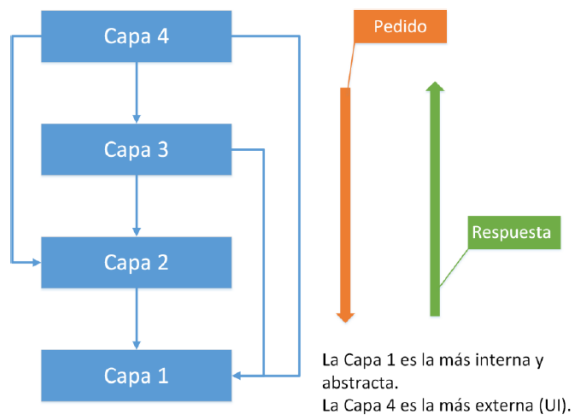 Capa 4
Pedido
Capa 3
Capa 2
Respuesta
Capa 1
La Capa 1 es la más interna y
abstracta.
La Capa 4 es la más externa (UI).